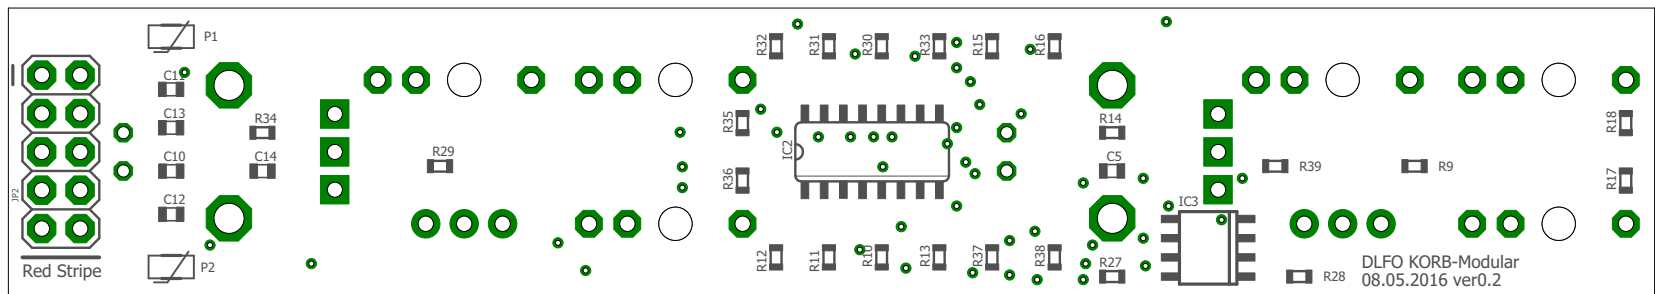 P1
R32
R31
R30
R33
R15
R16
C11
C13
R34
R35
R14
R18
IC2
R29
C10
C14
C5
R39
R9
R36
R17
JP2
C12
IC3
Red Stripe
P2
R12
R11
R10
R13
R37
R38
R27
R28
DLFO KORB-Modular
08.05.2016 ver0.2